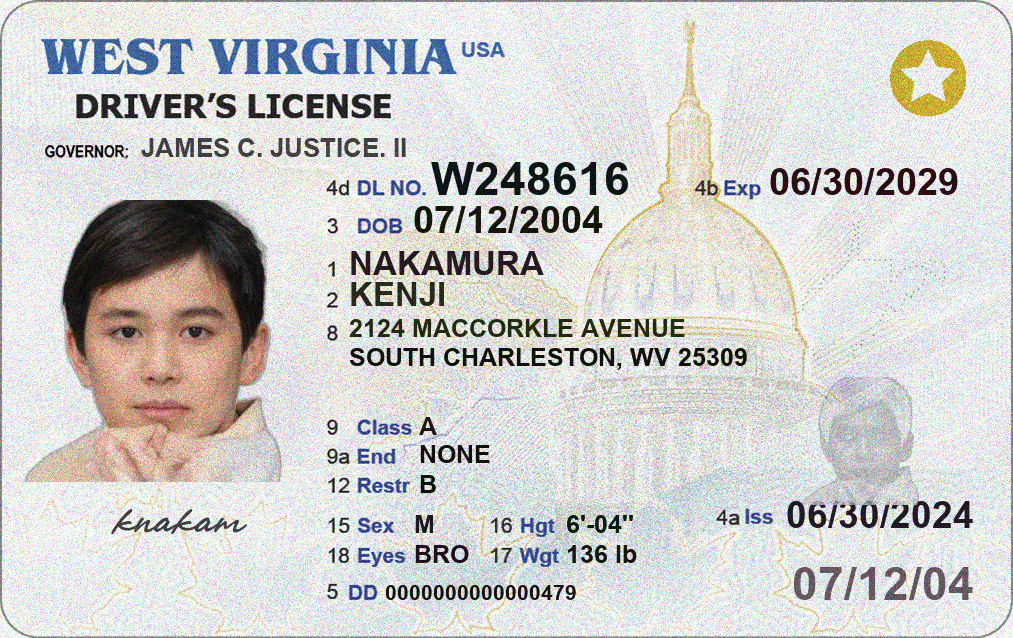 WEST VIRGINIA USA
DRIVER'S LICENSE
GOVERNOR: JAMES C. JUSTICE. II
4d DL NO. W248616 4b Exp 06/30/2029
3 DOB 07/12/2004
1 NAKAMURA
2 KENJI
8 2124 MACCORKLE AVENUE
SOUTH CHARLESTON, WV 25309
9 Class A
9a End NONE
12 Restr B
knakam
15 Sex M 16 Hgt 6'-04"
4a Iss 06/30/2024
18 Eyes BRO 17 Wgt 136 lb
5 DD 0000000000000479
07/12/04